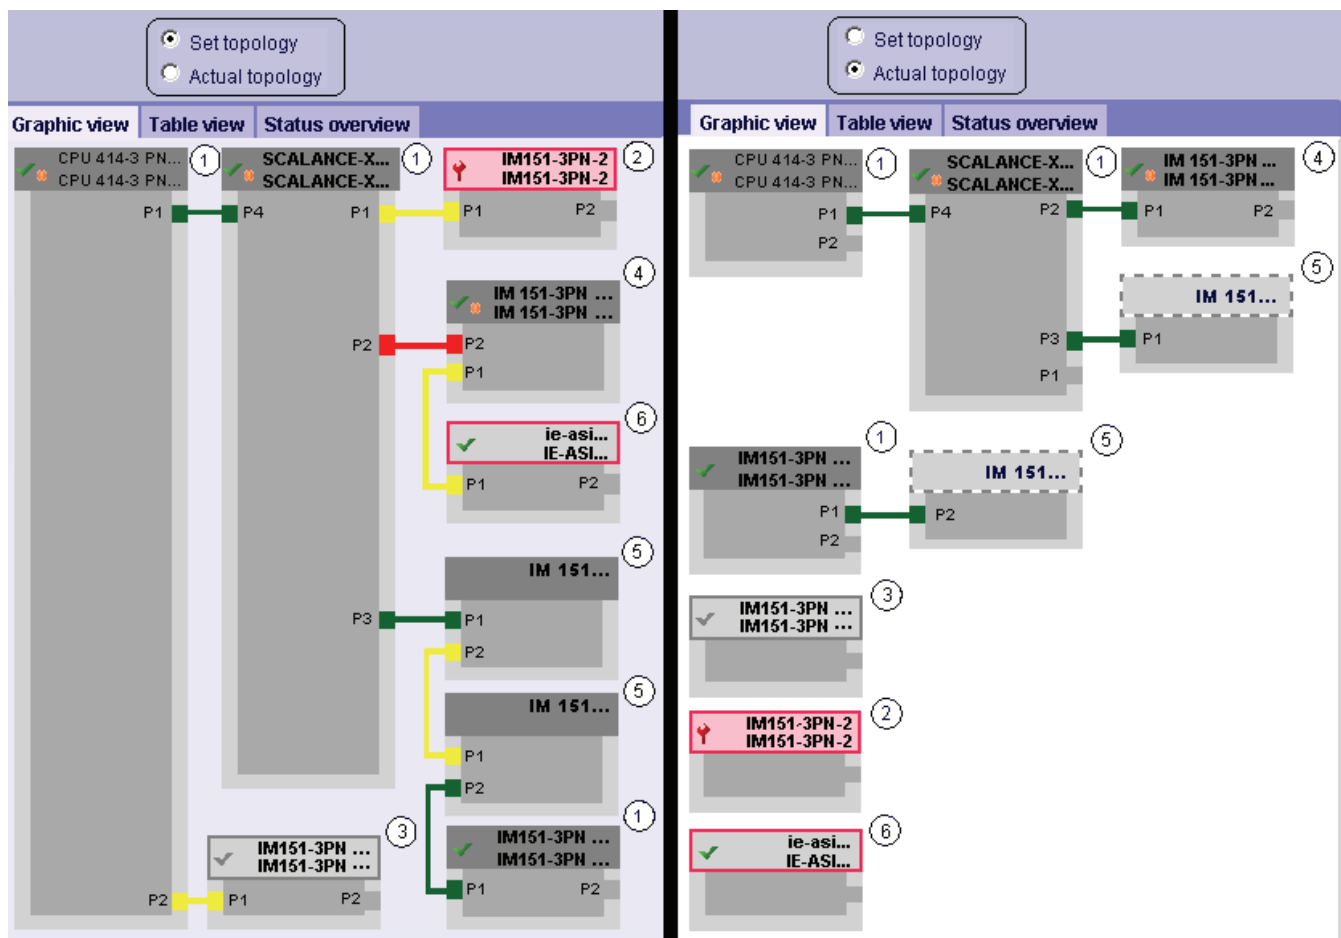 Set topology
Actual topology
Graphic view Table view Status overview
CPU 414-3 PN...
CPU 414-3 PN...
1
SCALANCE-X...
SCALANCE-X...
1
IM151-3PN-2
IM151-3PN-2
2
P1 P4 P1 P1 P2
4
IM 151-3PN ...
IM 151-3PN ...
P2 P2
P1
6
ie-asi...
IE-ASI...
P1 P2
5
IM 151...
P3 P1
P2
5
IM 151...
P1
P2
1
IM151-3PN ...
IM151-3PN ...
P1 P2
3
IM151-3PN ...
IM151-3PN ...
P2 P1 P2
Set topology
Actual topology
Graphic view Table view Status overview
CPU 414-3 PN...
CPU 414-3 PN...
1
SCALANCE-X...
SCALANCE-X...
1
IM 151-3PN ...
IM 151-3PN ...
4
P1 P4 P2 P1 P2
P2
5
IM 151...
P3 P1
P1
1
IM151-3PN ...
IM151-3PN ...
5
IM 151...
P1 P2
P2
3
IM151-3PN ...
IM151-3PN ...
2
IM151-3PN-2
IM151-3PN-2
6
ie-asi...
IE-ASI...